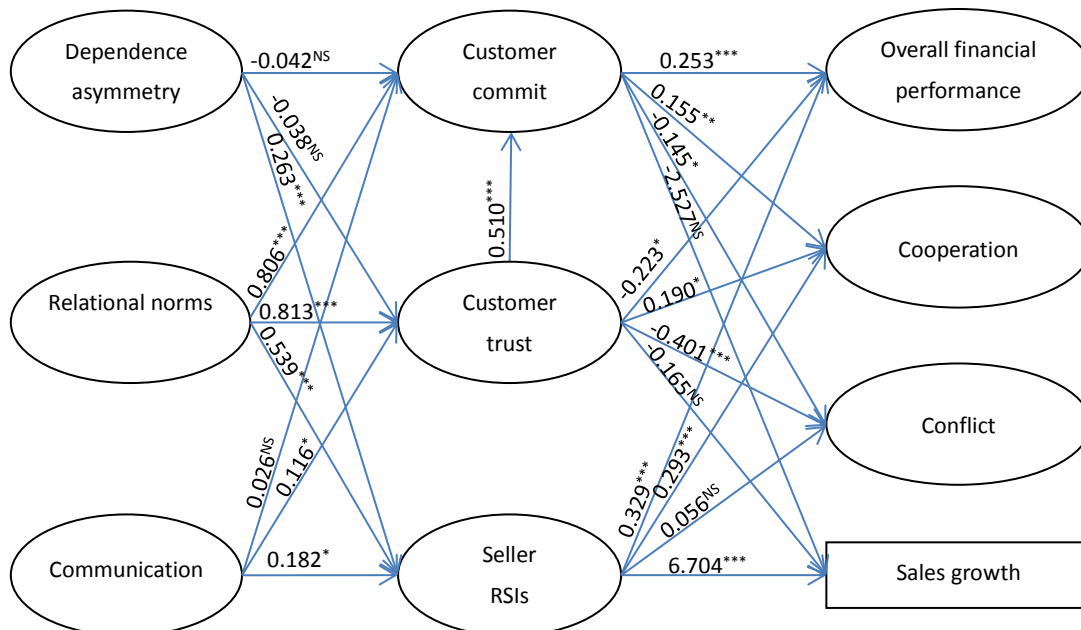 Dependence
asymmetry
-0.042NS
Customer
commit
0.253***
Overall financial
performance
-0.038NS
0.263***
0.155**
-0.145*
-2.527NS
0.510***
Relational norms
0.806***
0.813***
0.539***
Customer
trust
-0.223*
0.190*
-0.401***
-0.165NS
Cooperation
Conflict
0.026NS
0.116*
0.182*
Communication
Seller
RSIs
0.329***
0.293***
0.056NS
6.704***
Sales growth